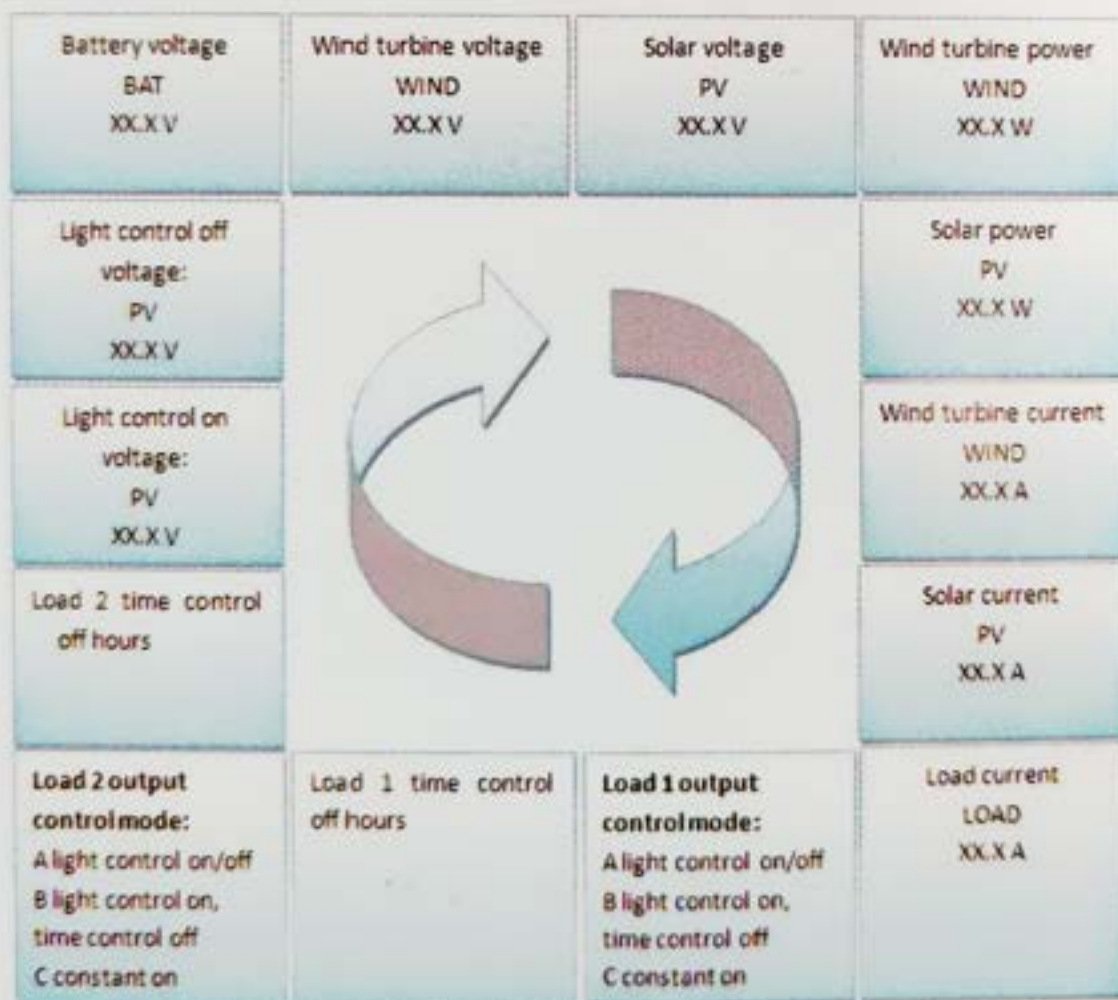 Battery voltage
BAT
XX.X V
Wind turbine voltage
WIND
XX.X V
Solar voltage
PV
XX.X V
Wind turbine power
WIND
XX.X W
Light control off
voltage:
PV
XX.X V
Solar power
PV
XX.X W
Light control on
voltage:
PV
XX.X V
Wind turbine current
WIND
XX.X A
Load 2 time control
off hours
Solar current
PV
XX.X A
Load 2 output
control mode:
A light control on/off
B light control on,
time control off
C constant on
Load 1 time control
off hours
Load 1 output
control mode:
A light control on/off
B light control on,
time control off
C constant on
Load current
LOAD
XX.X A